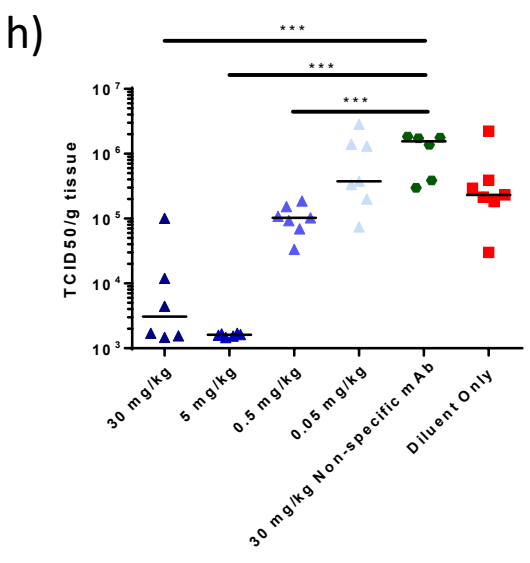 h)
***
***
***
TCID50/g tissue
10^7
10^6
10^5
10^4
10^3
30 mg/kg
5 mg/kg
0.5 mg/kg
0.05 mg/kg
30 mg/kg Non-specific mAb
Diluent Only